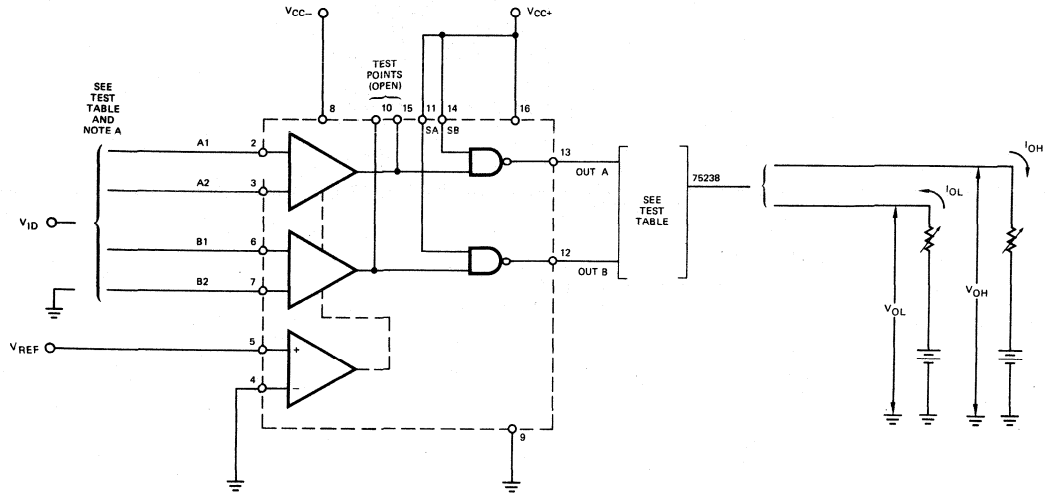 VCC–
VCC+
TEST
POINTS
(OPEN)
SEE
TEST
TABLE
AND
NOTE A
8
10 15 11 14 16
SA SB
A1 2
A2 3
13
OUT A
VID
B1 6
B2 7
12
OUT B
SEE
TEST
TABLE
75238
IOH
IOL
VOL
VOH
VREF
5
+
4
–
9